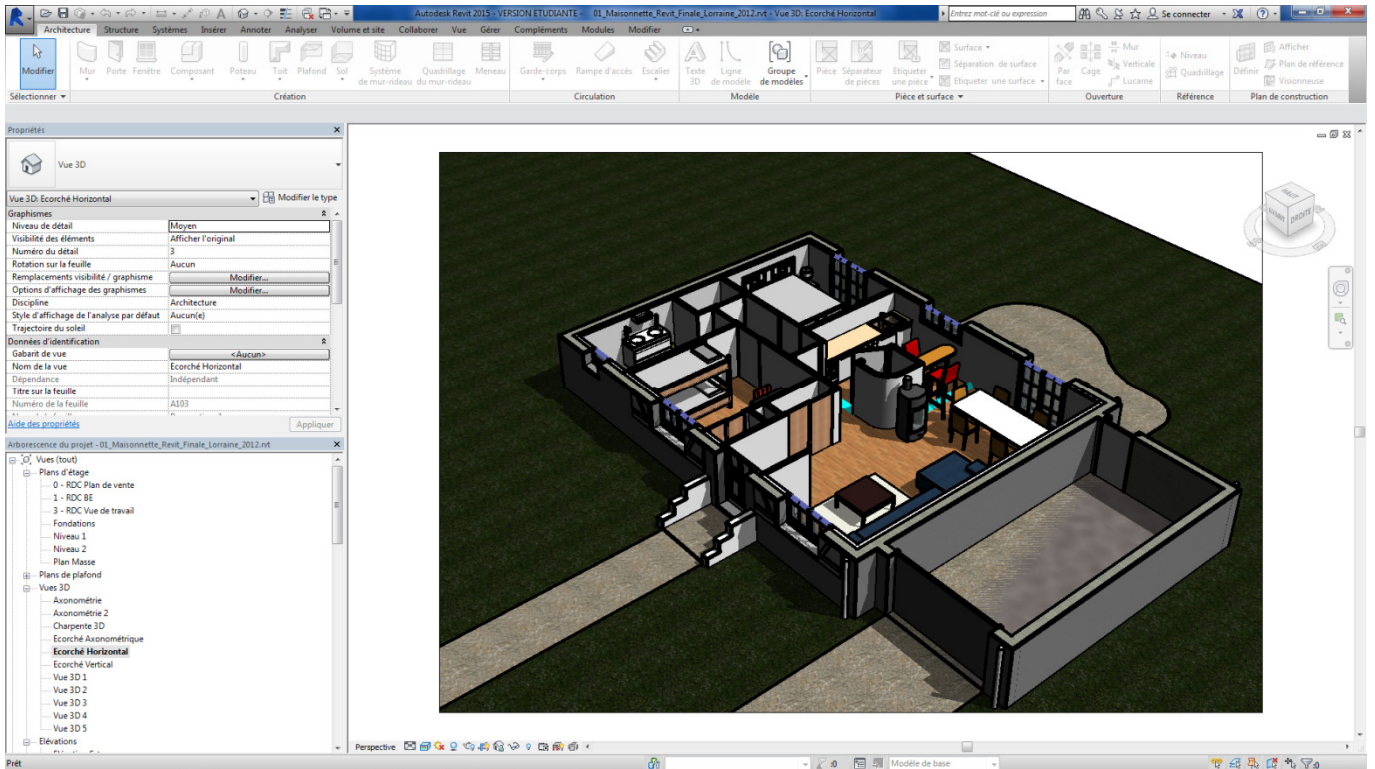 Autodesk Revit 2015 - VERSION ETUDIANTE - 01_Maisonnette_Revit_Finale_Lorraine_2012.rvt - Vue 3D: Ecorché Horizontal
Entrez mot-clé ou expression
Se connecter
Architecture Structure Systèmes Insérer Annoter Analyser Volume et site Collaborer Vue Gérer Compléments Modules Modifier
Modifier
Mur Porte Fenêtre Composant Poteau Toit Plafond Sol Système de mur-rideau Quadrillage du mur-rideau Meneau
Garde-corps Rampe d'accès Escalier
Texte 3D Ligne de modèle Groupe de modèles
Pièce Séparateur de pièces Etiqueter une pièce
Surface
Séparation de surface
Etiqueter une surface
Par face Cage Mur Verticale Lucarne
Niveau
Quadrillage
Définir Afficher Plan de référence Visionneuse
Sélectionner Création Circulation Modèle Pièce et surface Ouverture Référence Plan de construction
Propriétés
Vue 3D
Vue 3D: Ecorché Horizontal Modifier le type
Graphismes
Niveau de détail Moyen
Visibilité des éléments Afficher l'original
Numéro du détail 3
Rotation sur la feuille Aucun
Remplacements visibilité / graphisme Modifier...
Options d'affichage des graphismes Modifier...
Discipline Architecture
Style d'affichage de l'analyse par défaut Aucun(e)
Trajectoire du soleil
Données d'identification
Gabarit de vue <Aucun>
Nom de la vue Ecorché Horizontal
Dépendance Indépendant
Titre sur la feuille
Numéro de la feuille A103
Aide des propriétés Appliquer
Arborescence du projet - 01_Maisonnette_Revit_Finale_Lorraine_2012.rvt
Vues (tout)
Plans d'étage
0 - RDC Plan de vente
1 - RDC BE
3 - RDC Vue de travail
Fondations
Niveau 1
Niveau 2
Plan Masse
Plans de plafond
Vues 3D
Axonométrie
Axonométrie 2
Charpente 3D
Ecorché Axonométrique
Ecorché Horizontal
Ecorché Vertical
Vue 3D 1
Vue 3D 2
Vue 3D 3
Vue 3D 4
Vue 3D 5
Elévations
HAUT
AVANT
DROITE
Perspective
Prêt
:0
Modèle de base
:0